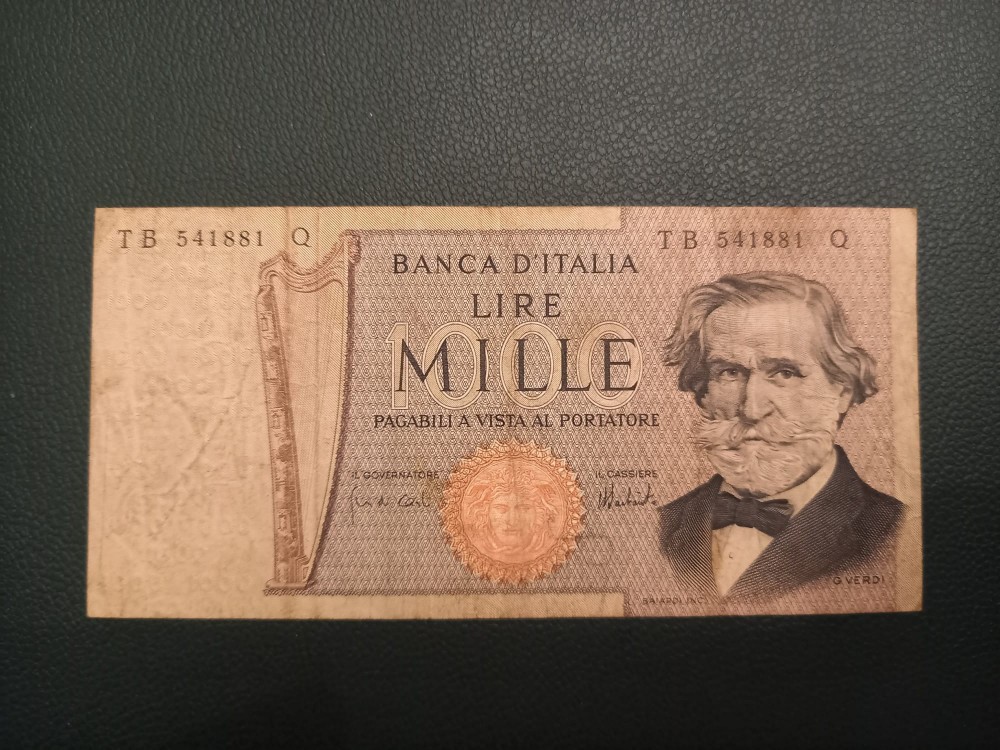 TB 541881 Q
TB 541881 Q
BANCA D'ITALIA
LIRE
1000
MILLE
PAGABILI A VISTA AL PORTATORE
IL GOVERNATORE
IL CASSIERE
G. VERDI